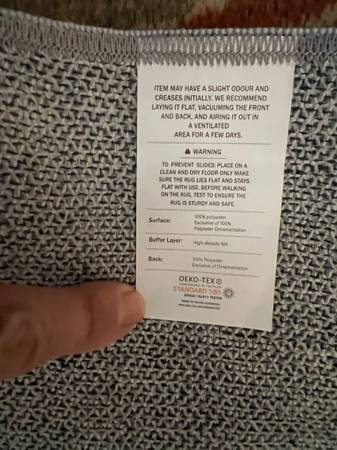 ITEM MAY HAVE A SLIGHT ODOUR AND
CREASES INITIALLY. WE RECOMMEND
LAYING IT FLAT, VACUUMING THE FRONT
AND BACK, AND AIRING IT OUT IN
A VENTILATED
AREA FOR A FEW DAYS.
WARNING
TO PREVENT SLIDES: PLACE ON A
CLEAN AND DRY FLOOR ONLY MAKE
SURE THE RUG LIES FLAT AND STAYS
FLAT WITH USE. BEFORE WALKING
ON THE RUG, TEST TO ENSURE THE
RUG IS STURDY AND SAFE.
Surface: 100% polyester
Exclusive of 100%
Polyester Ornamentation
Buffer Layer: High-density felt
Back: 100% Polyester
Exclusive of Ornamentation
OEKO-TEX®
STANDARD 100